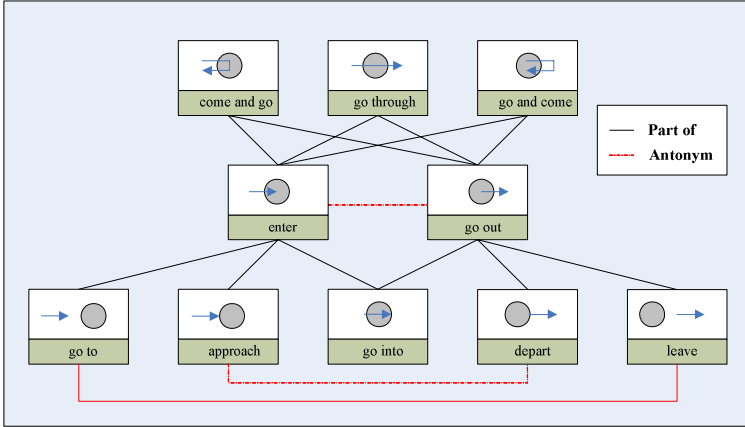 come and go
go through
go and come
Part of
Antonym
enter
go out
go to
approach
go into
depart
leave